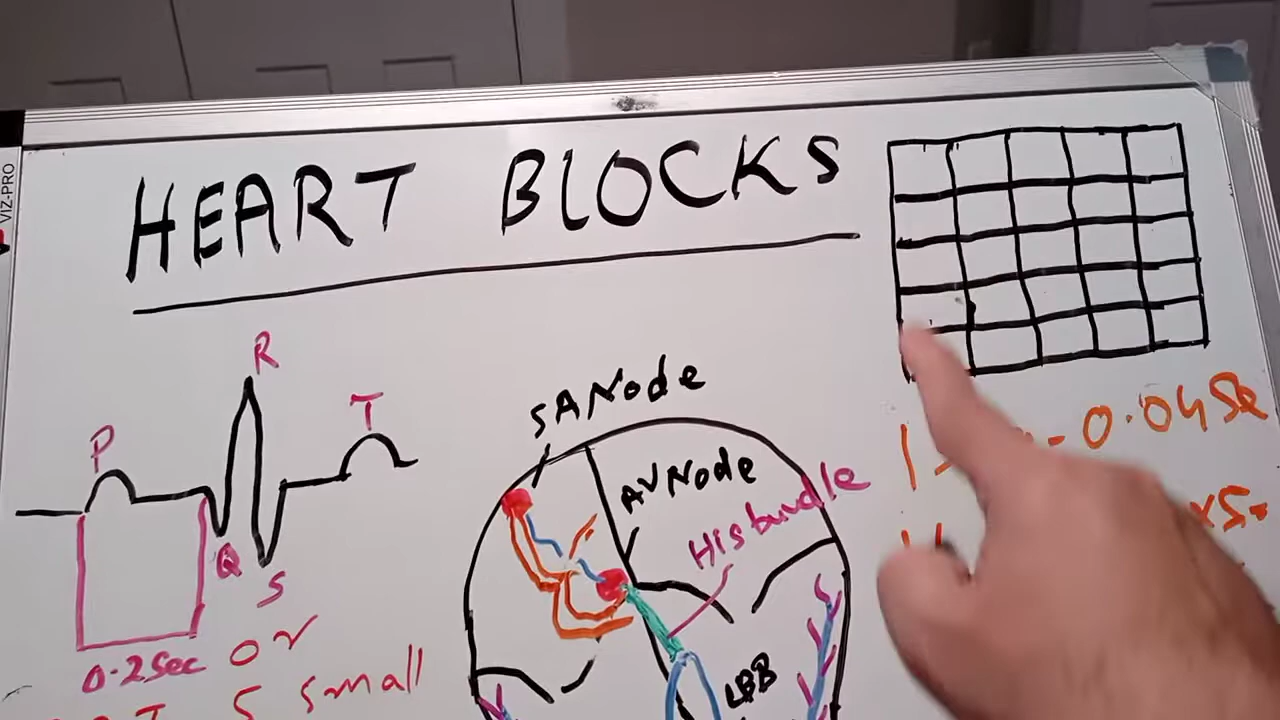 VIZ-PRO
HEART BLOCKS
R
T
P
Q
S
0.2 Sec or
5 small
SA Node
AV Node
His bundle
LBB
0.04 Se